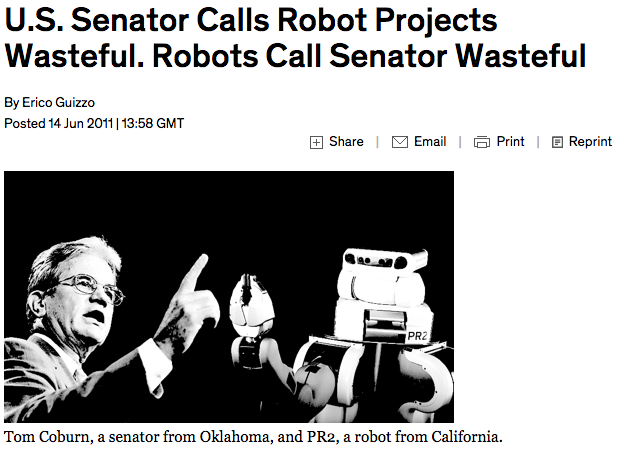 U.S. Senator Calls Robot Projects
Wasteful. Robots Call Senator Wasteful
By Erico Guizzo
Posted 14 Jun 2011 | 13:58 GMT
Share | Email | Print | Reprint
PR2
Tom Coburn, a senator from Oklahoma, and PR2, a robot from California.